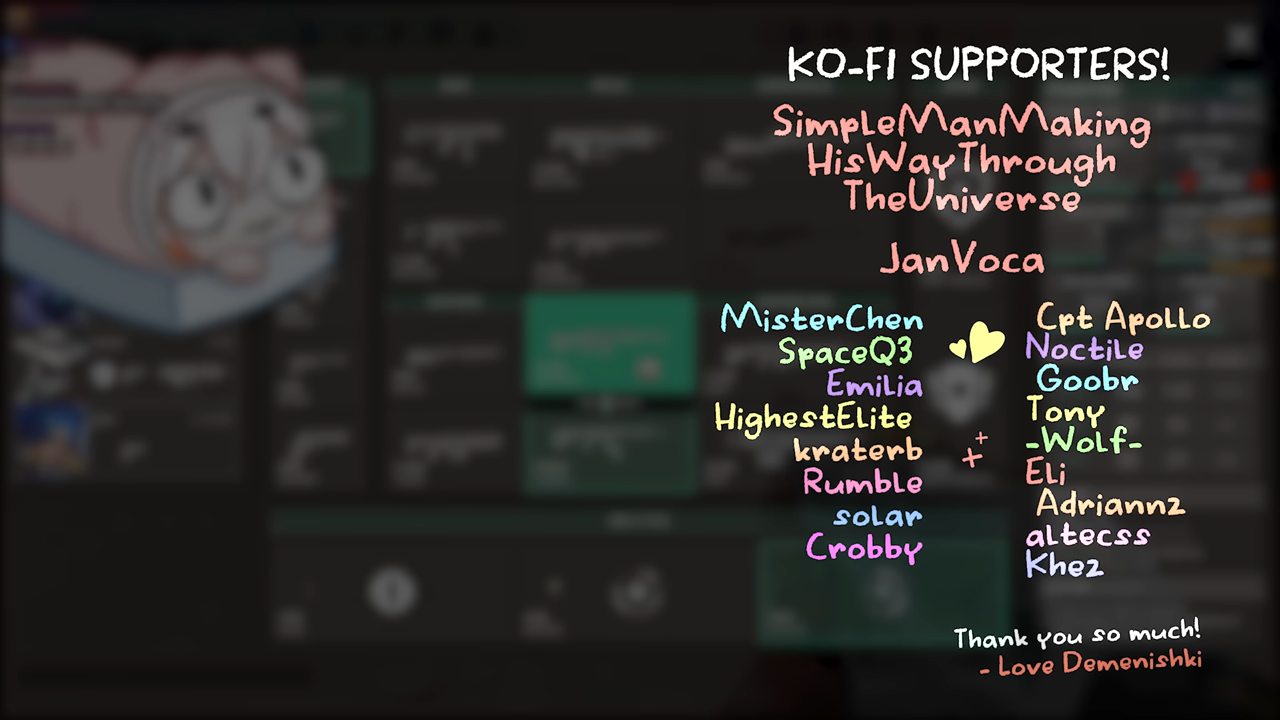 KO-FI SUPPORTERS!
SimpleManMaking
HisWayThrough
TheUniverse
JanVoca
MisterChen
SpaceQ3
Emilia
HighestElite
kraterb
Rumble
solar
Crobby
Cpt Apollo
Noctile
Goobr
Tony
-Wolf-
Eli
Adriannz
altecss
Khez
Thank you so much!
- Love Demenishki